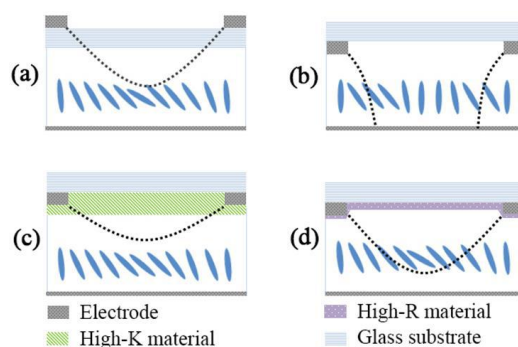 (a)
(b)
(c)
(d)
Electrode
High-K material
High-R material
Glass substrate